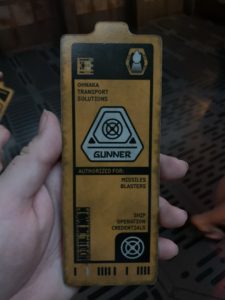 OHNAKA
TRANSPORT
SOLUTIONS
GUNNER
AUTHORIZED FOR:
MISSILES
BLASTERS
SHIP
OPERATION
CREDENTIALS